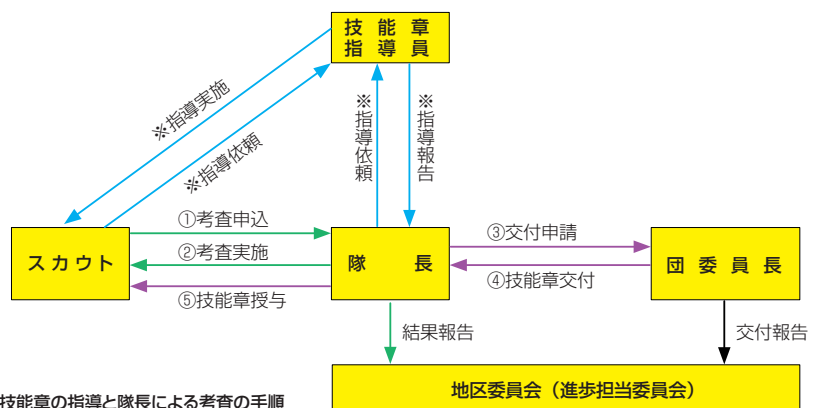 技 能 章
指 導 員
※指導実施
※指導依頼
※指導依頼
※指導報告
①考査申込
②考査実施
⑤技能章授与
③交付申請
④技能章交付
スカウト
隊 長
団 委 員 長
結果報告
交付報告
地区委員会（進歩担当委員会）
技能章の指導と隊長による考査の手順